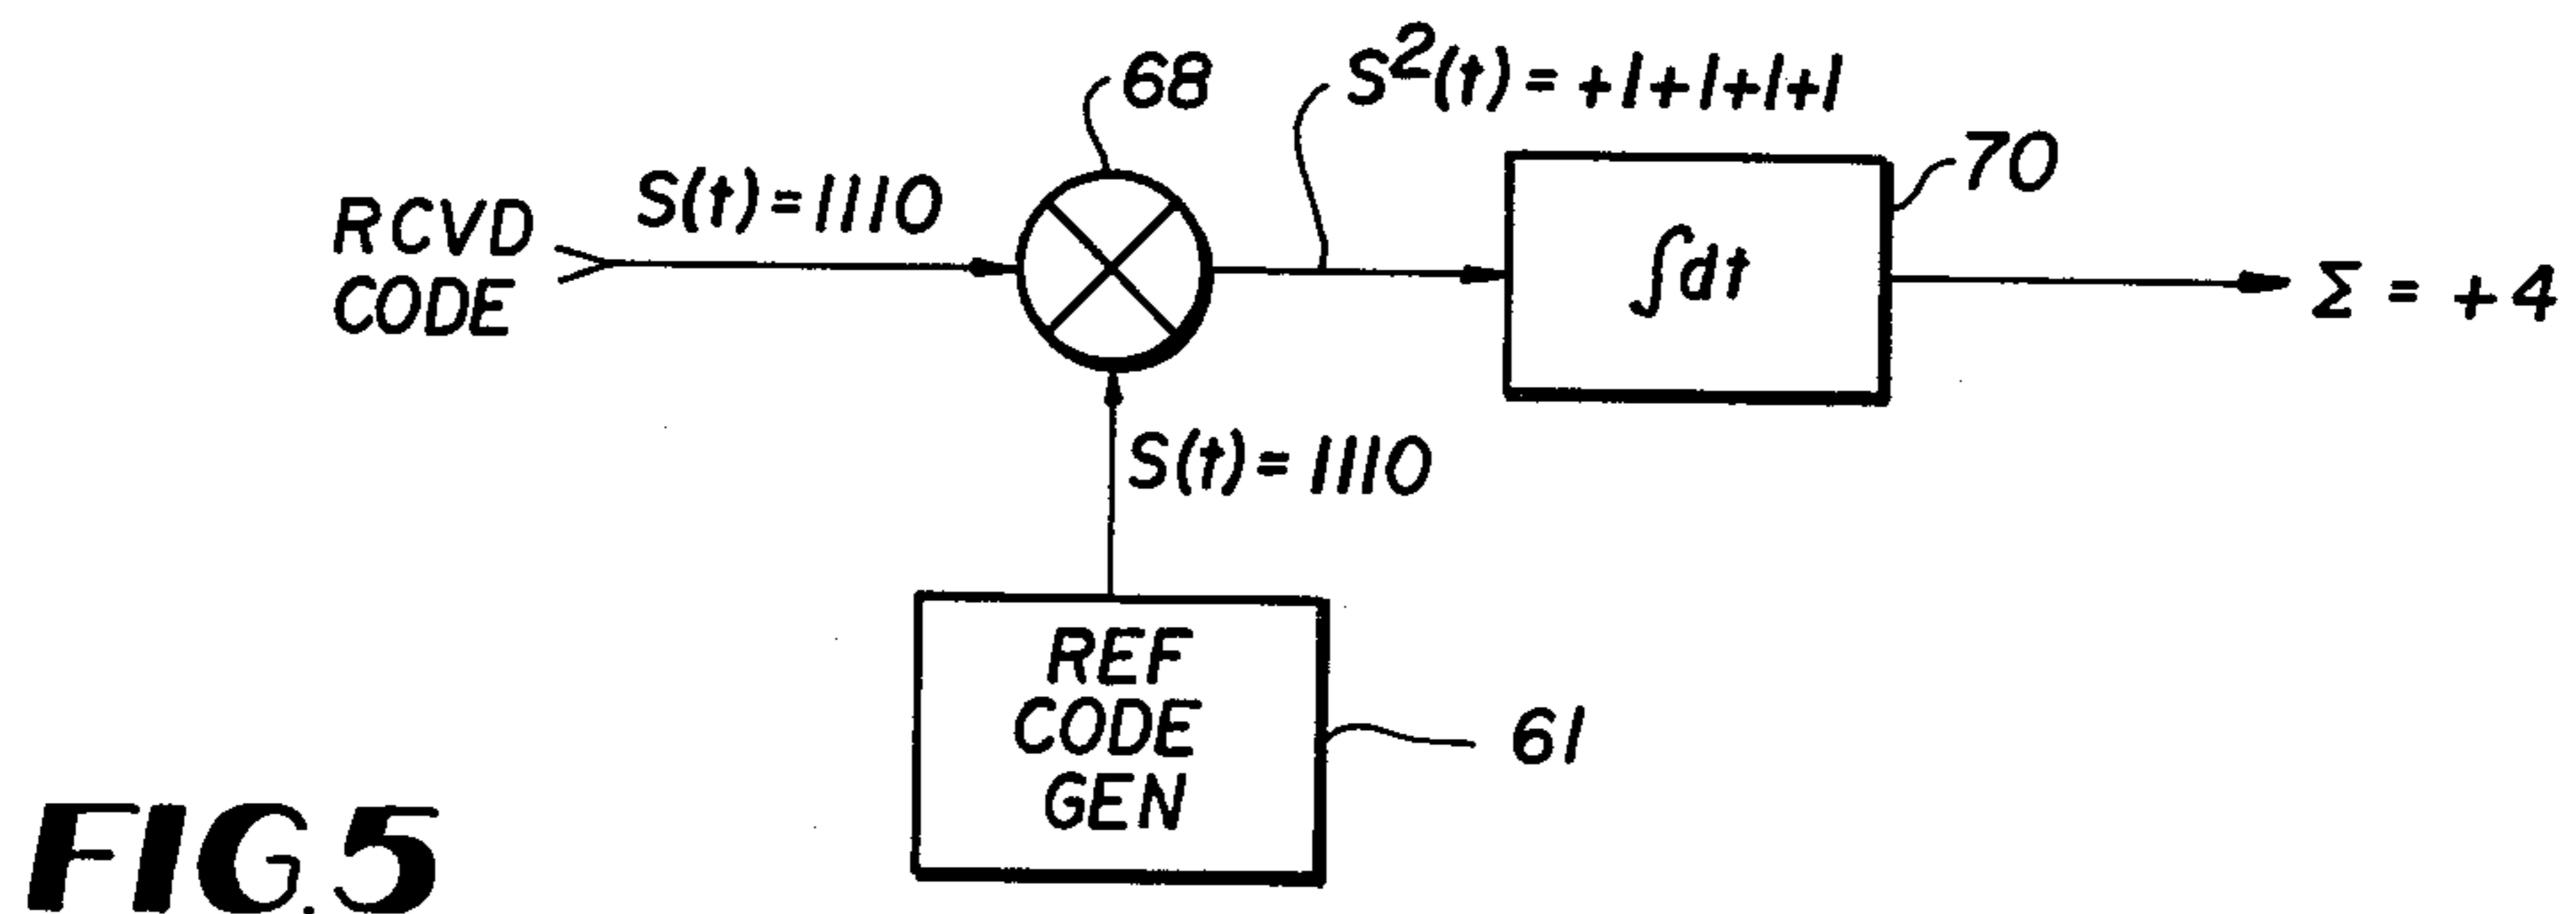 68
S²(t) = +1+1+1+1
70
S(t) = 1110
RCVD
CODE
∫dt
Σ = +4
S(t) = 1110
REF
CODE
GEN
61
FIG.5